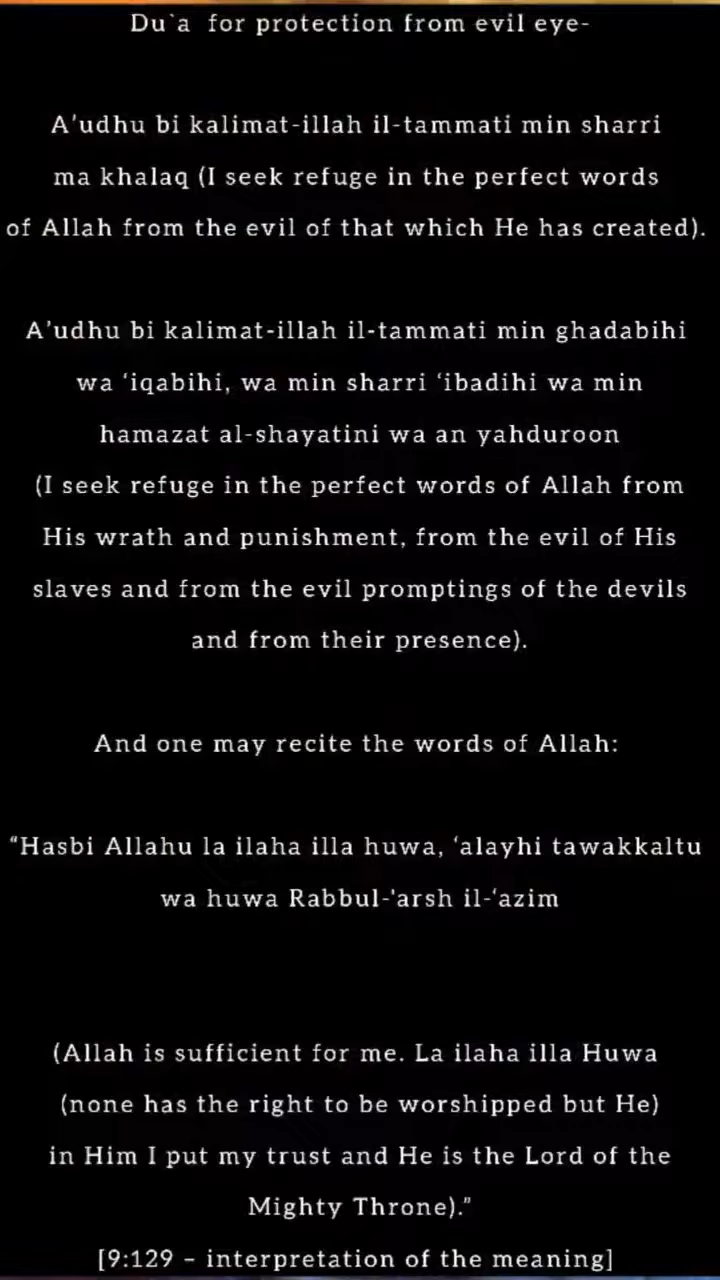 Du`a for protection from evil eye-
A'udhu bi kalimat-illah il-tammati min sharri
ma khalaq (I seek refuge in the perfect words
of Allah from the evil of that which He has created).
A'udhu bi kalimat-illah il-tammati min ghadabihi
wa ‘iqabihi, wa min sharri ‘ibadihi wa min
hamazat al-shayatini wa an yahduroon
(I seek refuge in the perfect words of Allah from
His wrath and punishment, from the evil of His
slaves and from the evil promptings of the devils
and from their presence).
And one may recite the words of Allah:
“Hasbi Allahu la ilaha illa huwa, ‘alayhi tawakkaltu
wa huwa Rabbul-'arsh il-‘azim
(Allah is sufficient for me. La ilaha illa Huwa
(none has the right to be worshipped but He)
in Him I put my trust and He is the Lord of the
Mighty Throne).”
[9:129 – interpretation of the meaning]